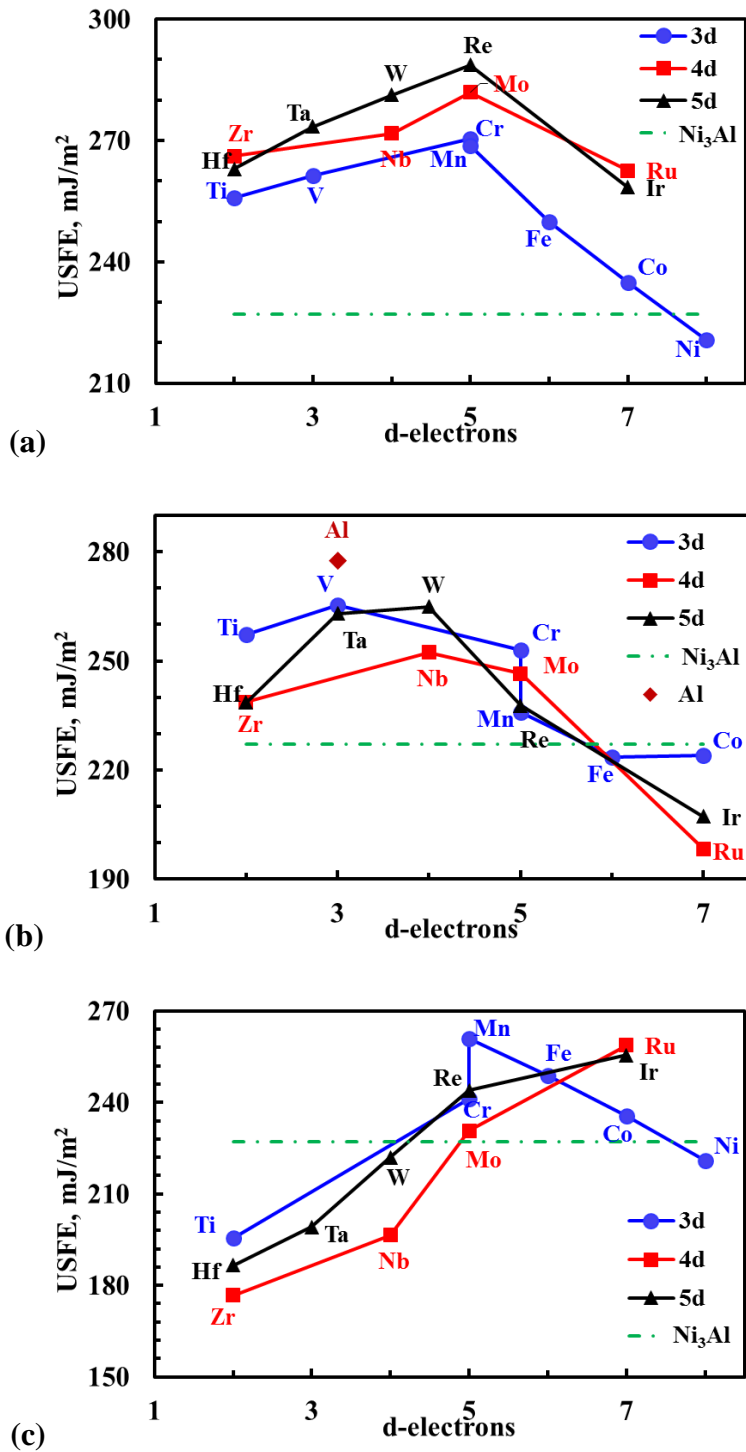 300
270
240
210
USFE, mJ/m²
1
3
5
7
d-electrons
3d
4d
5d
Ni₃Al
Re
W
Mo
Ta
Zr
Cr
Hf
Nb
Mn
Ru
Ti
V
Ir
Fe
Co
Ni
(a)
280
250
220
190
USFE, mJ/m²
1
3
5
7
d-electrons
3d
4d
5d
Ni₃Al
Al
Al
V
W
Ti
Ta
Cr
Nb
Mo
Hf
Zr
Mn
Re
Co
Fe
Ir
Ru
(b)
270
240
210
180
150
USFE, mJ/m²
1
3
5
7
d-electrons
3d
4d
5d
Ni₃Al
Mn
Fe
Ru
Re
Ir
Cr
Co
Mo
Ni
W
Ti
Ta
Hf
Nb
Zr
(c)